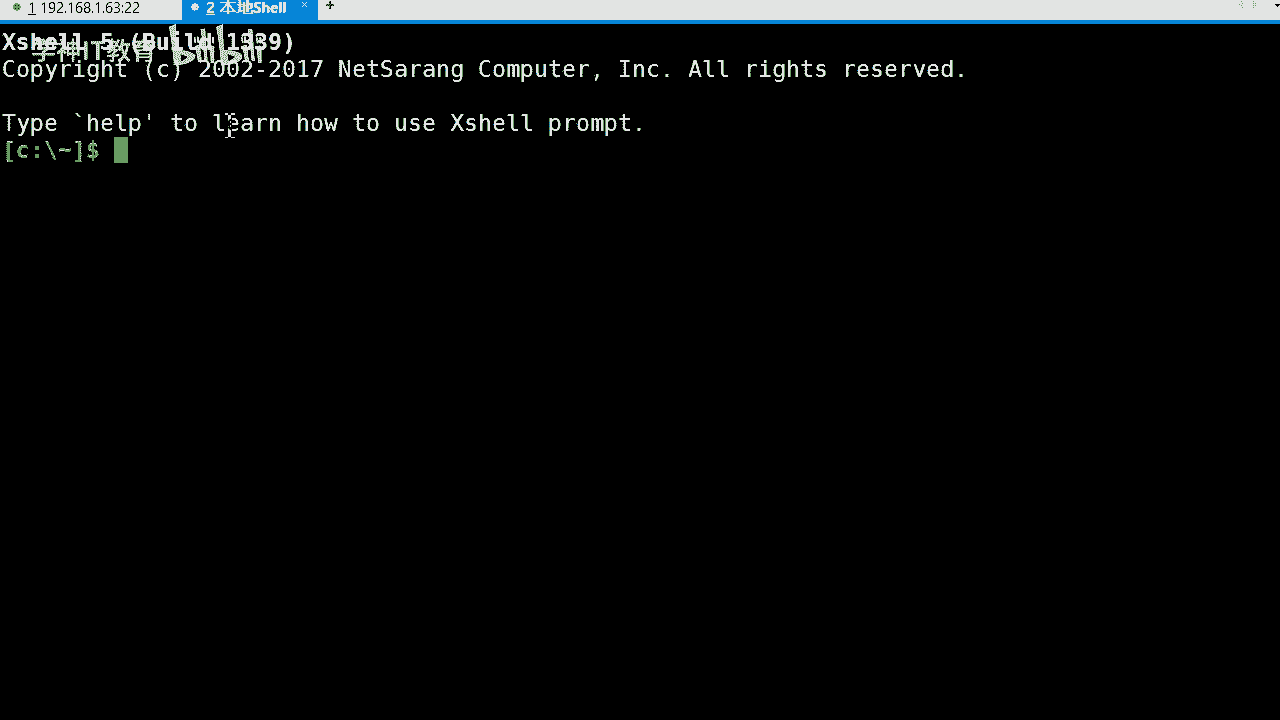 1 192.168.1.63:22
2 本地Shell × +
Xshell 5 (Build 1339)
学神IT教育 bilibili
Copyright (c) 2002-2017 NetSarang Computer, Inc. All rights reserved.
Type `help' to learn how to use Xshell prompt.
[c:\~]$